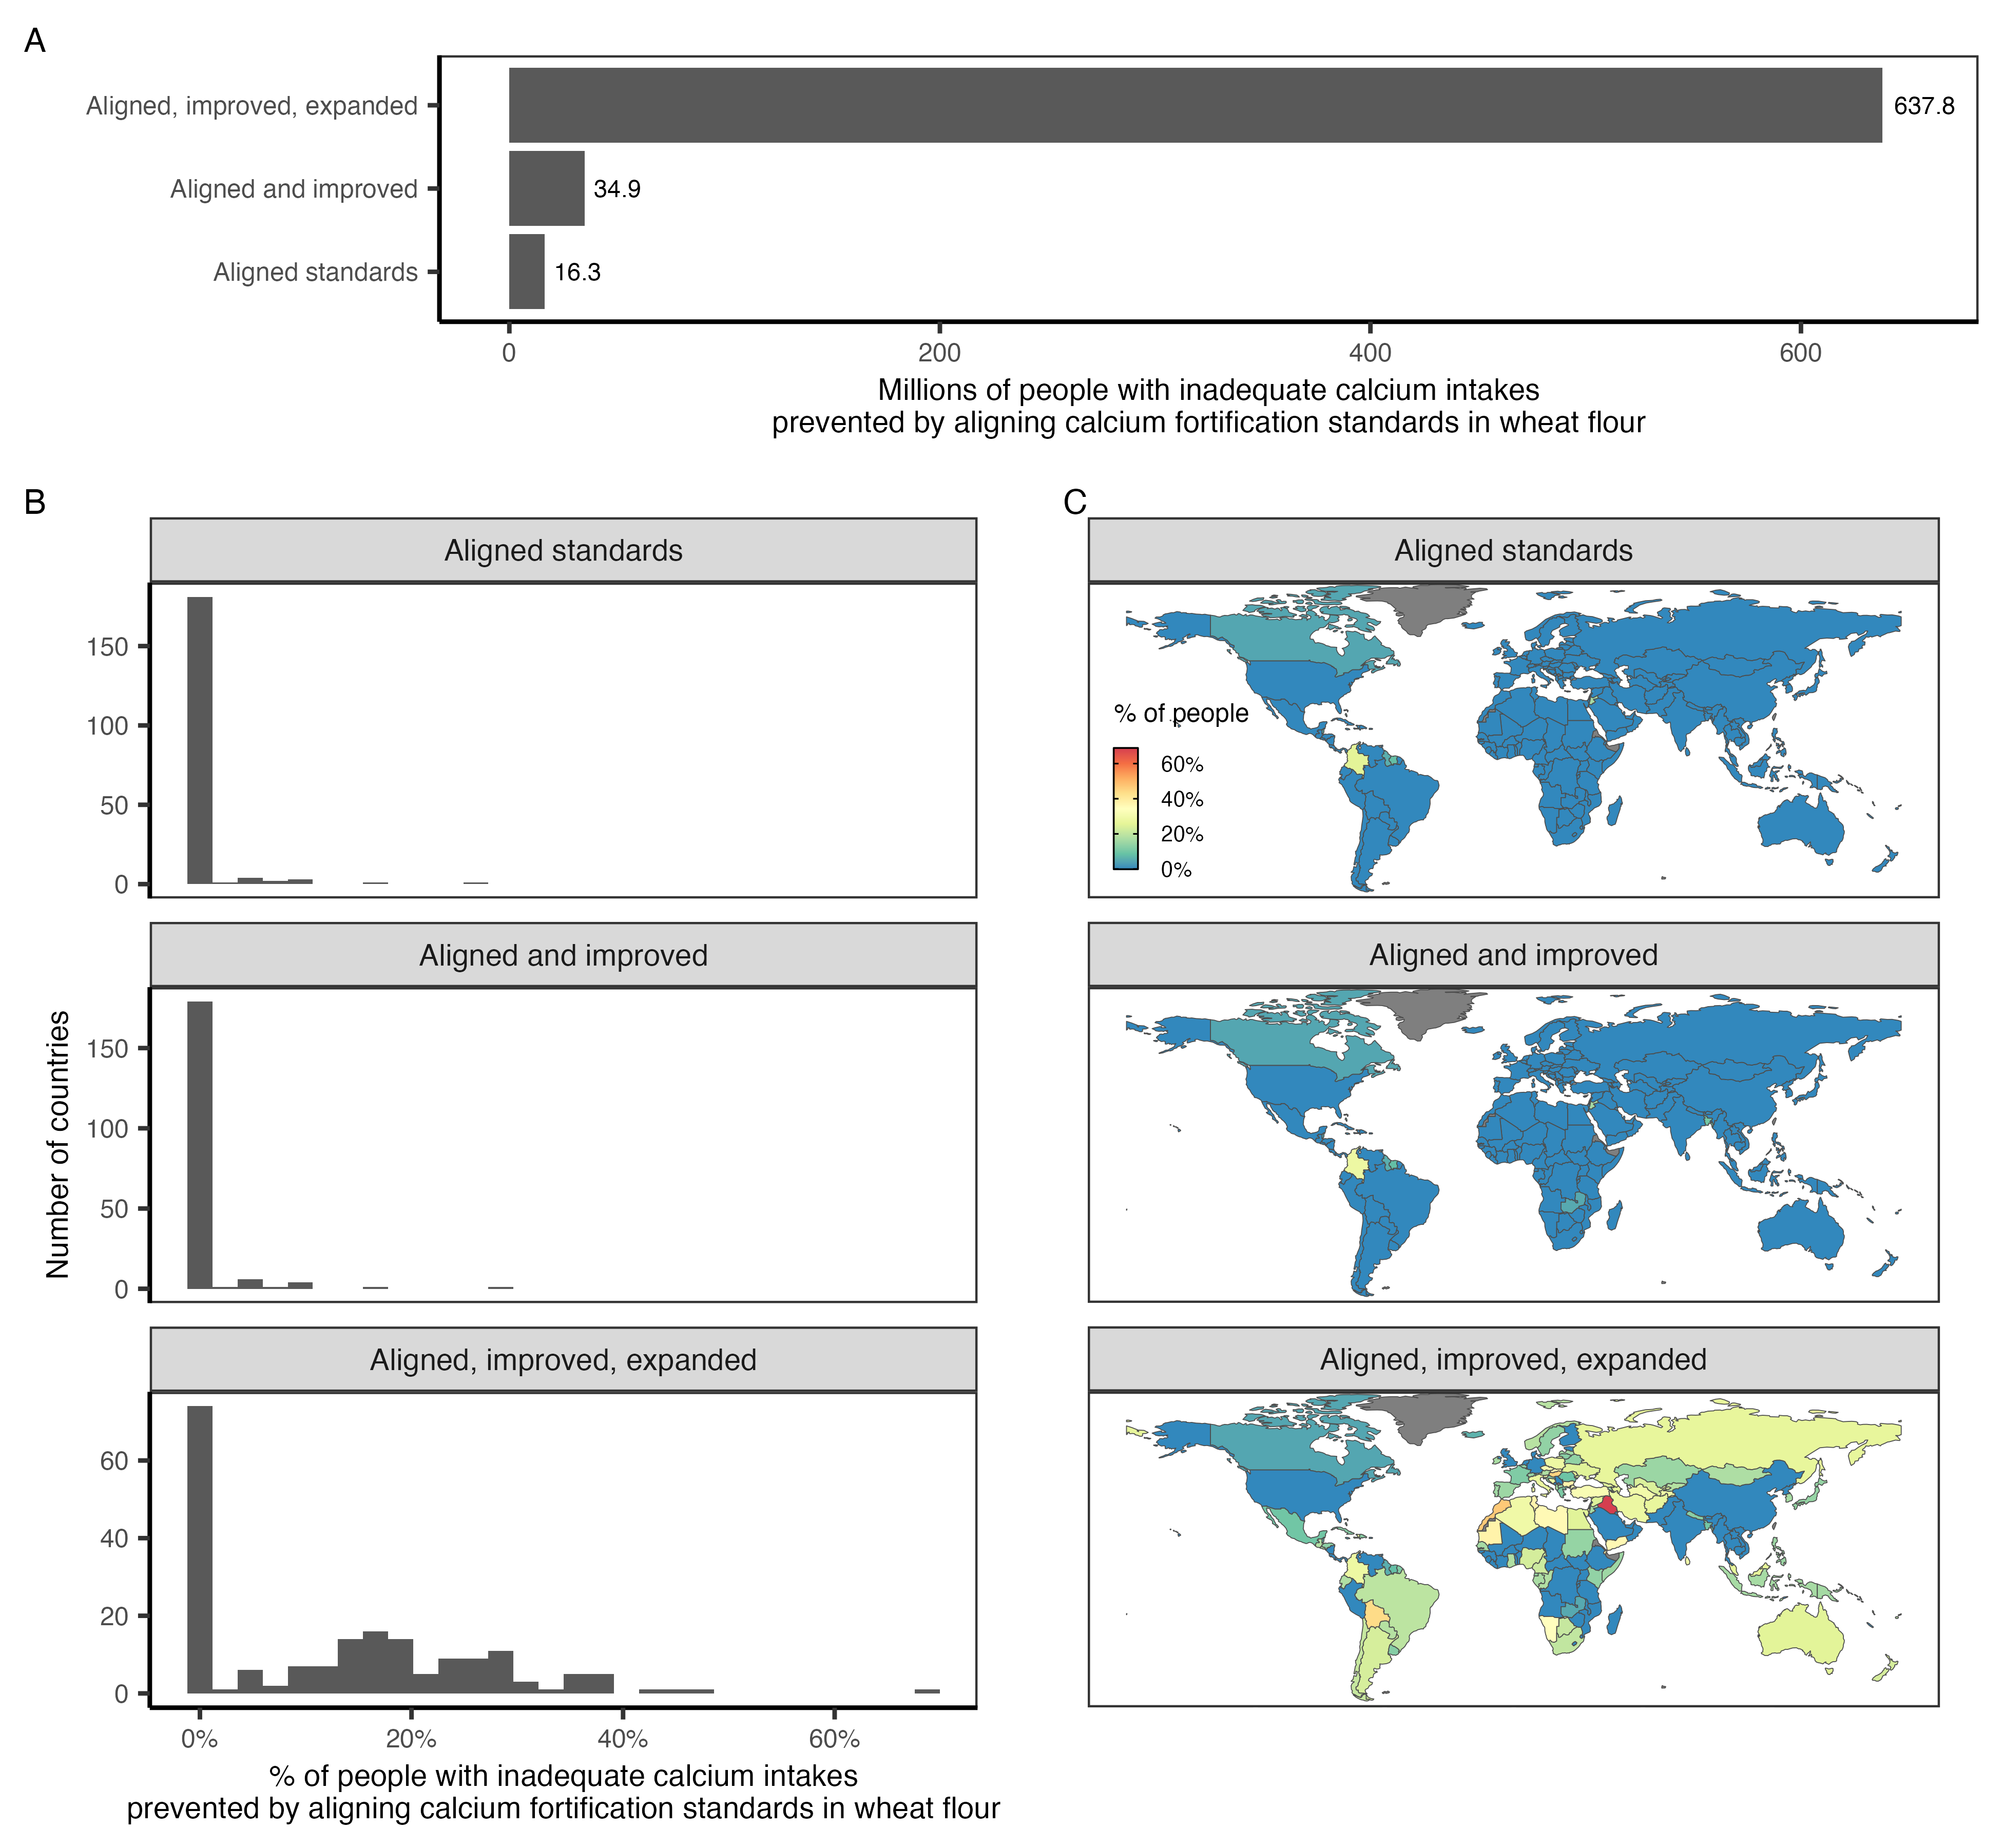 A
Aligned, improved, expanded
637.8
Aligned and improved
34.9
Aligned standards
16.3
0
200
400
600
Millions of people with inadequate calcium intakes
prevented by aligning calcium fortification standards in wheat flour
B
Aligned standards
150
100
50
0
Aligned and improved
150
100
50
0
Aligned, improved, expanded
60
40
20
0
0%
20%
40%
60%
Number of countries
% of people with inadequate calcium intakes
prevented by aligning calcium fortification standards in wheat flour
C
Aligned standards
% of people
60%
40%
20%
0%
Aligned and improved
Aligned, improved, expanded